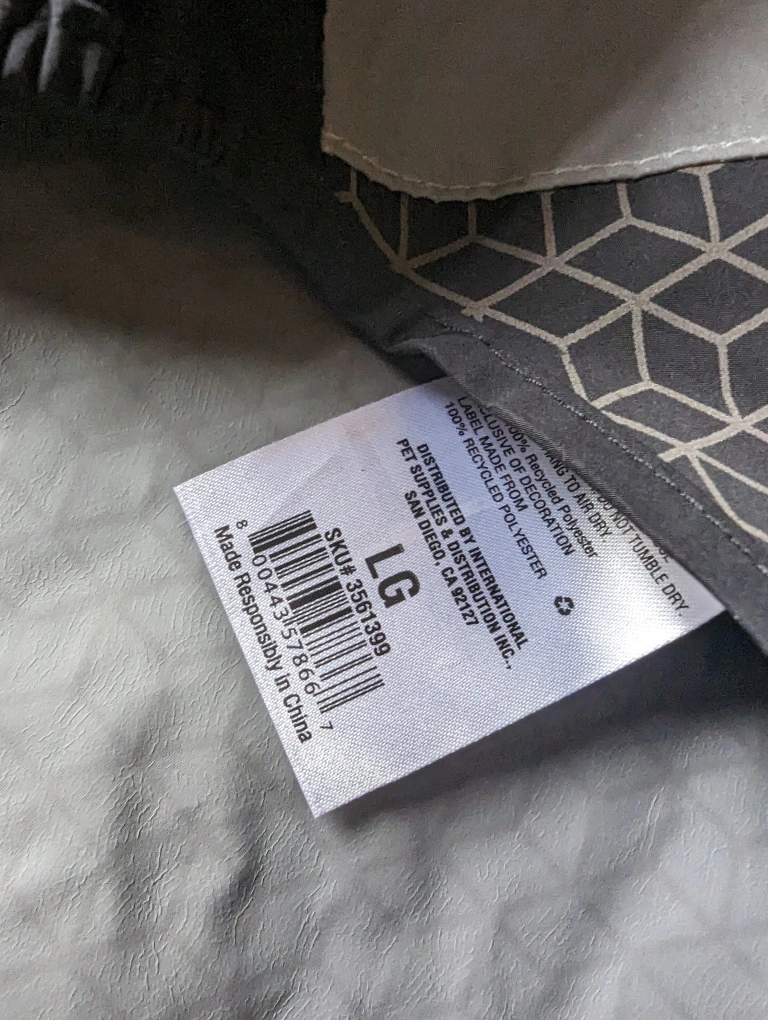 DO NOT TUMBLE DRY.
TO AIR DRY
100% Recycled Polyester
OF DECORATION
LABEL MADE FROM
100% RECYCLED POLYESTER
DISTRIBUTED BY INTERNATIONAL
PET SUPPLIES & DISTRIBUTION INC.,
SAN DIEGO, CA 92127
LG
SKU# 3561399
8 00443 57866 7
Made Responsibly in China